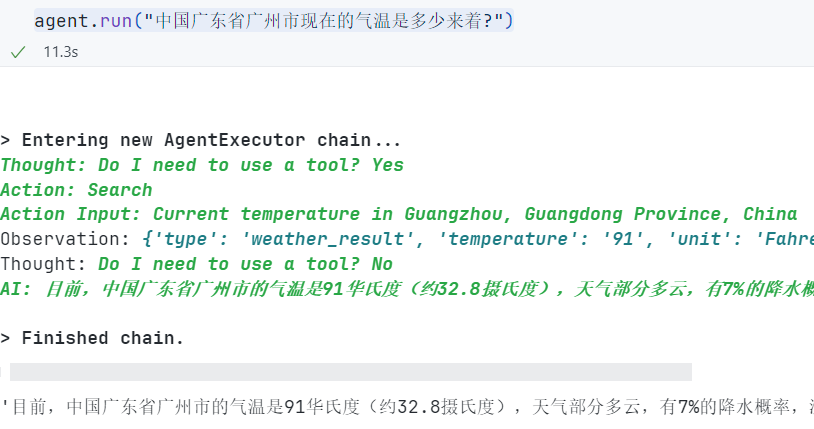 agent.run("中国广东省广州市现在的气温是多少来着?")
11.3s
> Entering new AgentExecutor chain...
Thought: Do I need to use a tool? Yes
Action: Search
Action Input: Current temperature in Guangzhou, Guangdong Province, China
Observation: {'type': 'weather_result', 'temperature': '91', 'unit': 'Fahre
Thought: Do I need to use a tool? No
AI: 目前，中国广东省广州市的气温是91华氏度（约32.8摄氏度），天气部分多云，有7%的降水概
> Finished chain.
'目前，中国广东省广州市的气温是91华氏度（约32.8摄氏度），天气部分多云，有7%的降水概率，